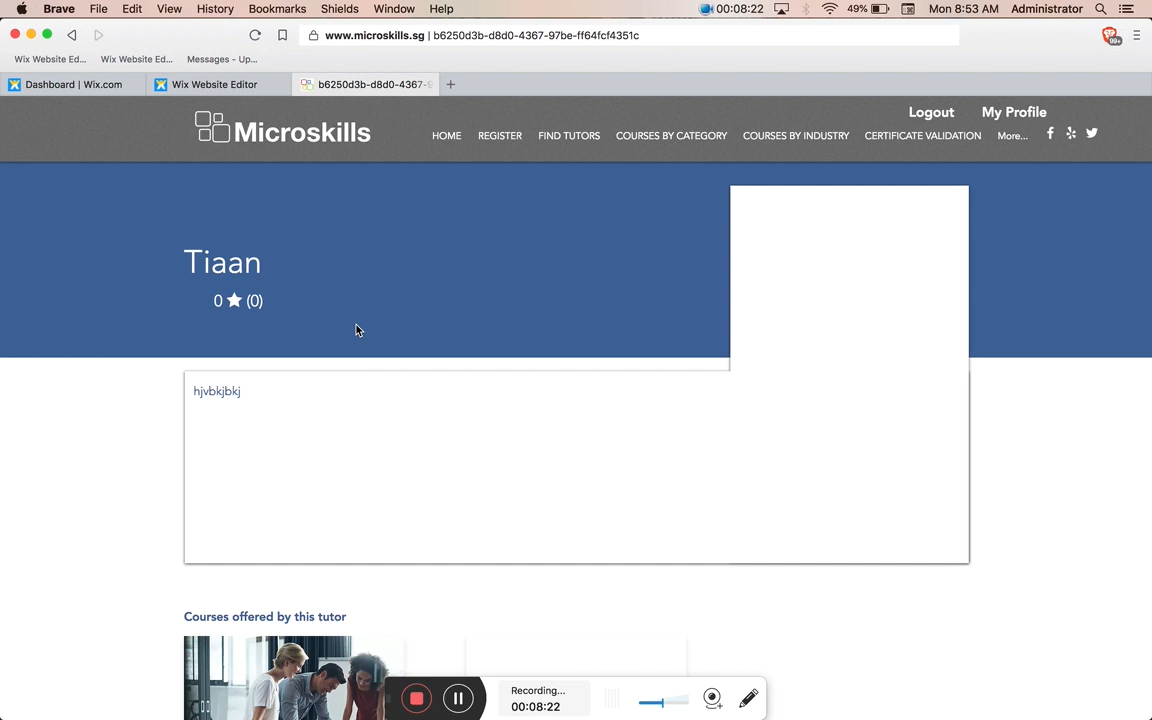 Brave File Edit View History Bookmarks Shields Window Help 00:08:22 49% Mon 8:53 AM Administrator
www.microskills.sg | b6250d3b-d8d0-4367-97be-ff64fcf4351c 99+
Wix Website Ed... Wix Website Ed... Messages - Up...
Dashboard | Wix.com Wix Website Editor b6250d3b-d8d0-4367-9
Logout My Profile
Microskills HOME REGISTER FIND TUTORS COURSES BY CATEGORY COURSES BY INDUSTRY CERTIFICATE VALIDATION More...
Tiaan
0 ★ (0)
hjvbkjbkj
Courses offered by this tutor
Recording...
00:08:22